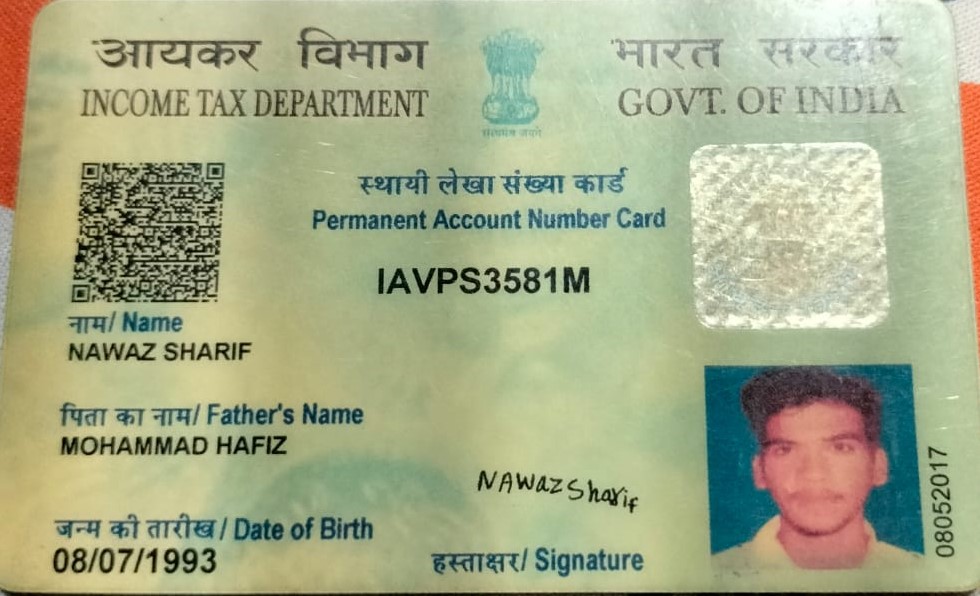 आयकर विभाग
INCOME TAX DEPARTMENT
सत्यमेव जयते
भारत सरकार
GOVT. OF INDIA
स्थायी लेखा संख्या कार्ड
Permanent Account Number Card
IAVPS3581M
नाम/ Name
NAWAZ SHARIF
पिता का नाम/ Father's Name
MOHAMMAD HAFIZ
जन्म की तारीख/ Date of Birth
08/07/1993
NAWaz Sharif
हस्ताक्षर/ Signature
08052017